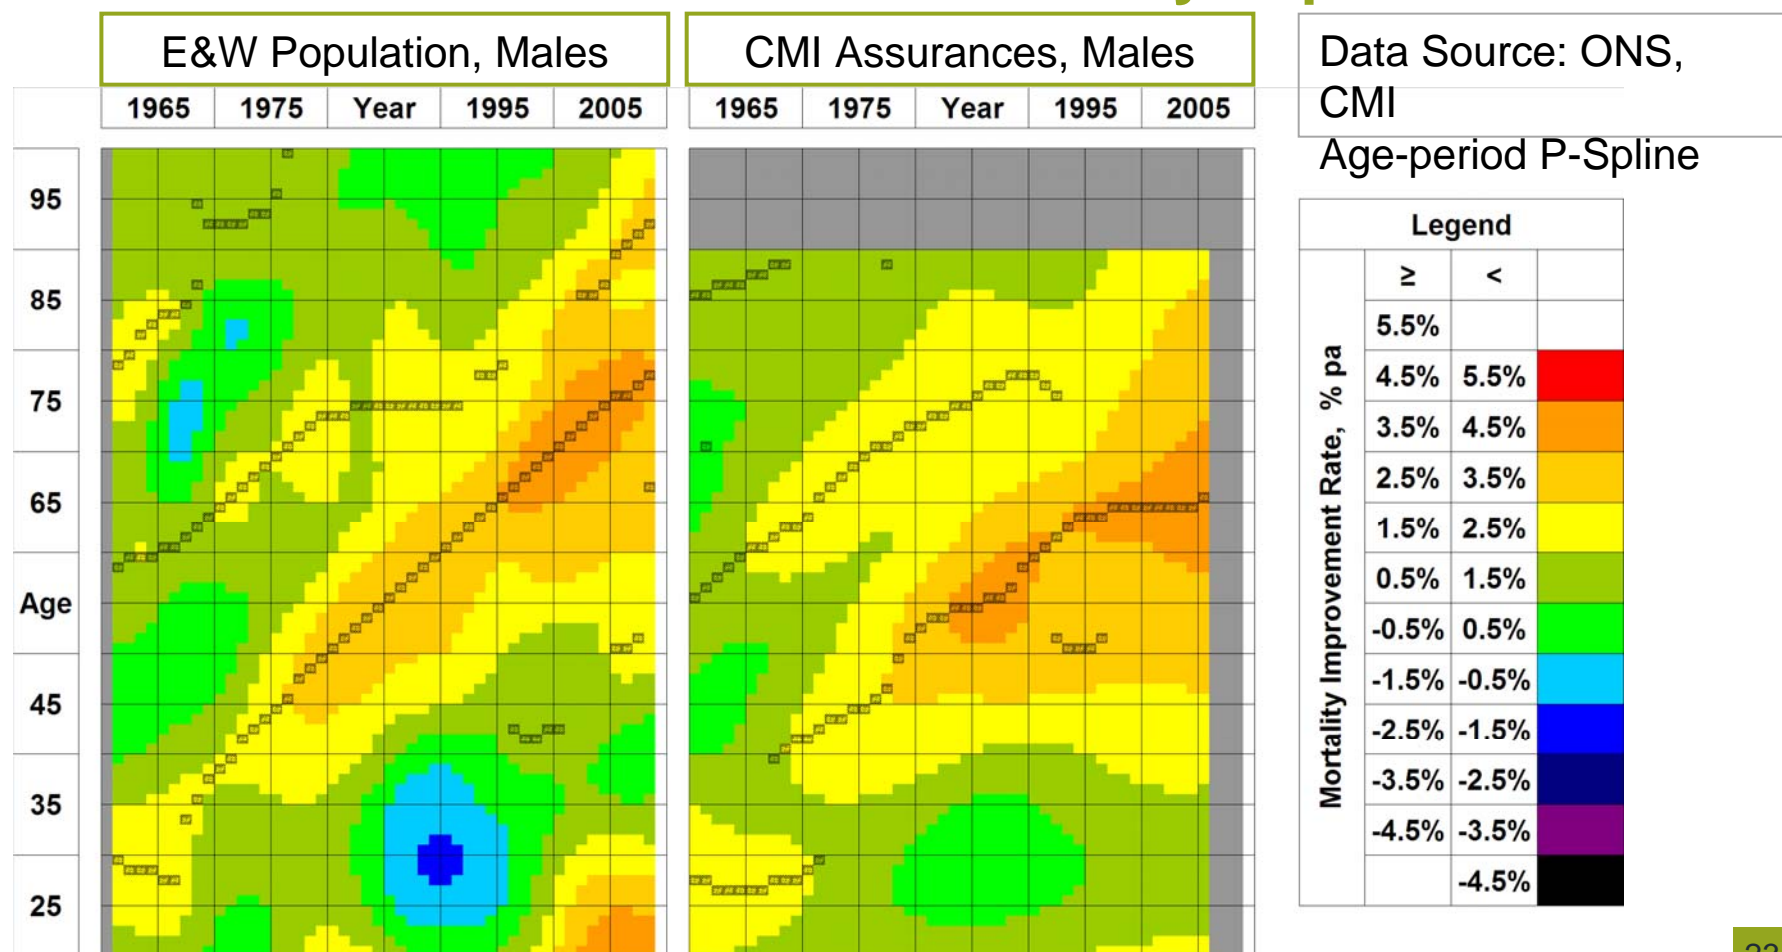 E&W Population, Males
CMI Assurances, Males
Data Source: ONS,
CMI
Age-period P-Spline
1965 1975 Year 1995 2005
1965 1975 Year 1995 2005
95
85
75
65
Age
45
35
25
Legend
Mortality Improvement Rate, % pa
≥ <
5.5%
4.5% 5.5%
3.5% 4.5%
2.5% 3.5%
1.5% 2.5%
0.5% 1.5%
-0.5% 0.5%
-1.5% -0.5%
-2.5% -1.5%
-3.5% -2.5%
-4.5% -3.5%
-4.5%